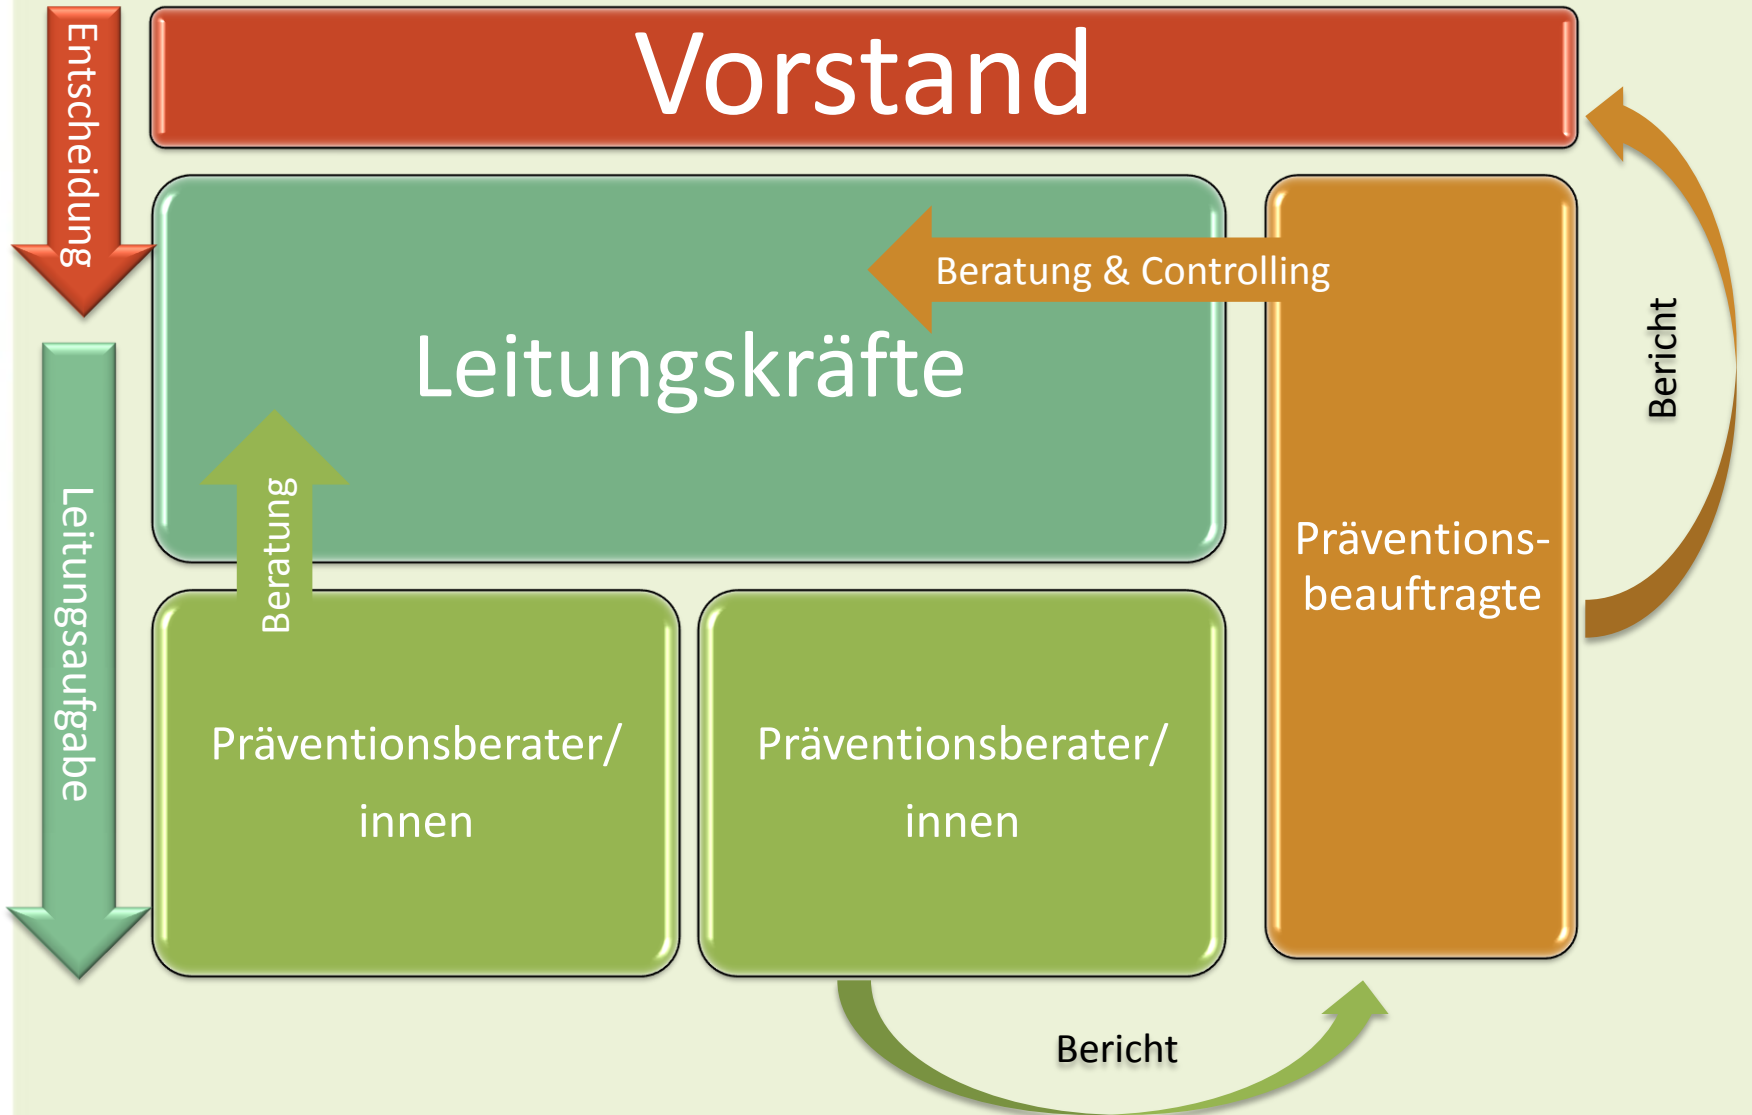 Entscheidung
Vorstand
Beratung & Controlling
Leitungskräfte
Bericht
Leitungsaufgabe
Beratung
Präventions-
beauftragte
Präventionsberater/
innen
Präventionsberater/
innen
Bericht